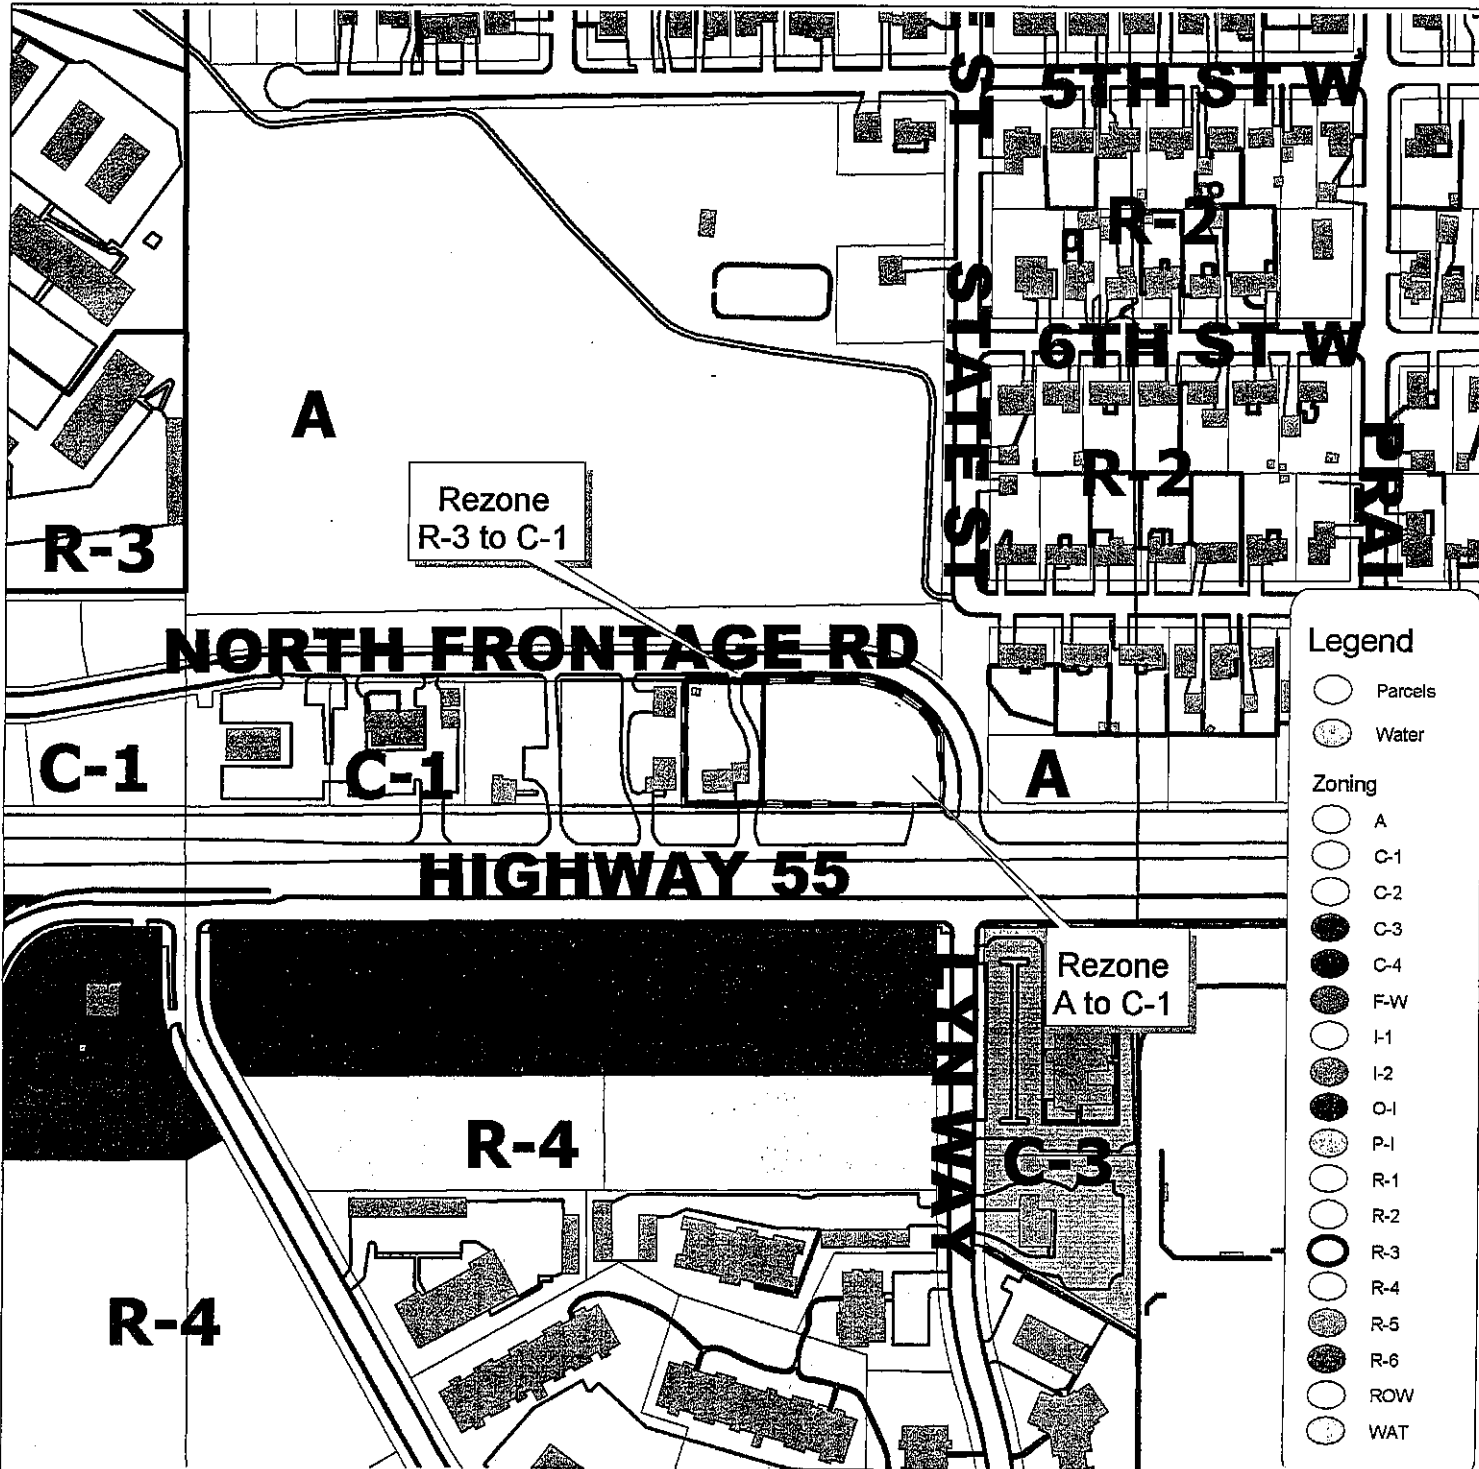 5TH ST W
R-2
STATE ST
6TH ST W
A
Rezone
R-3 to C-1
R-2
PRAI
R-3
NORTH FRONTAGE RD
C-1
C-1
A
HIGHWAY 55
Rezone
A to C-1
LYN WAY
R-4
C-3
R-4
Legend
Parcels
Water
Zoning
A
C-1
C-2
C-3
C-4
F-W
I-1
I-2
O-I
P-I
R-1
R-2
R-3
R-4
R-5
R-6
ROW
WAT